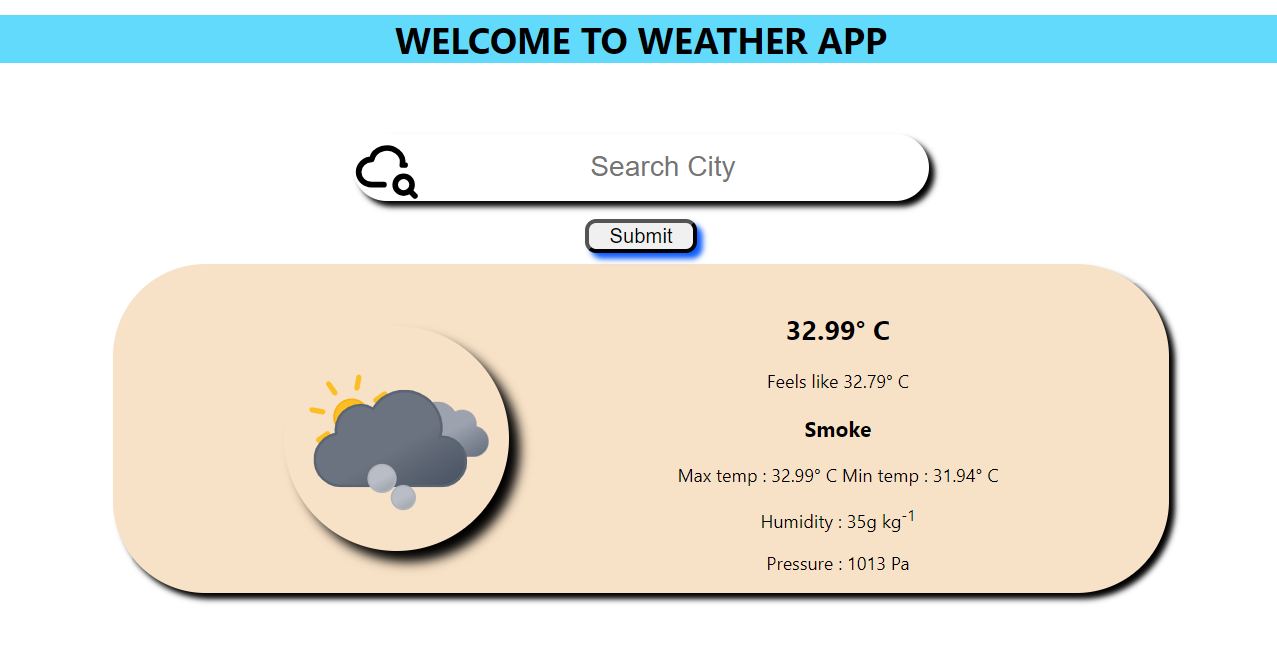 WELCOME TO WEATHER APP
Search City
Submit
32.99° C
Feels like 32.79° C
Smoke
Max temp : 32.99° C Min temp : 31.94° C
Humidity : 35g kg⁻¹
Pressure : 1013 Pa